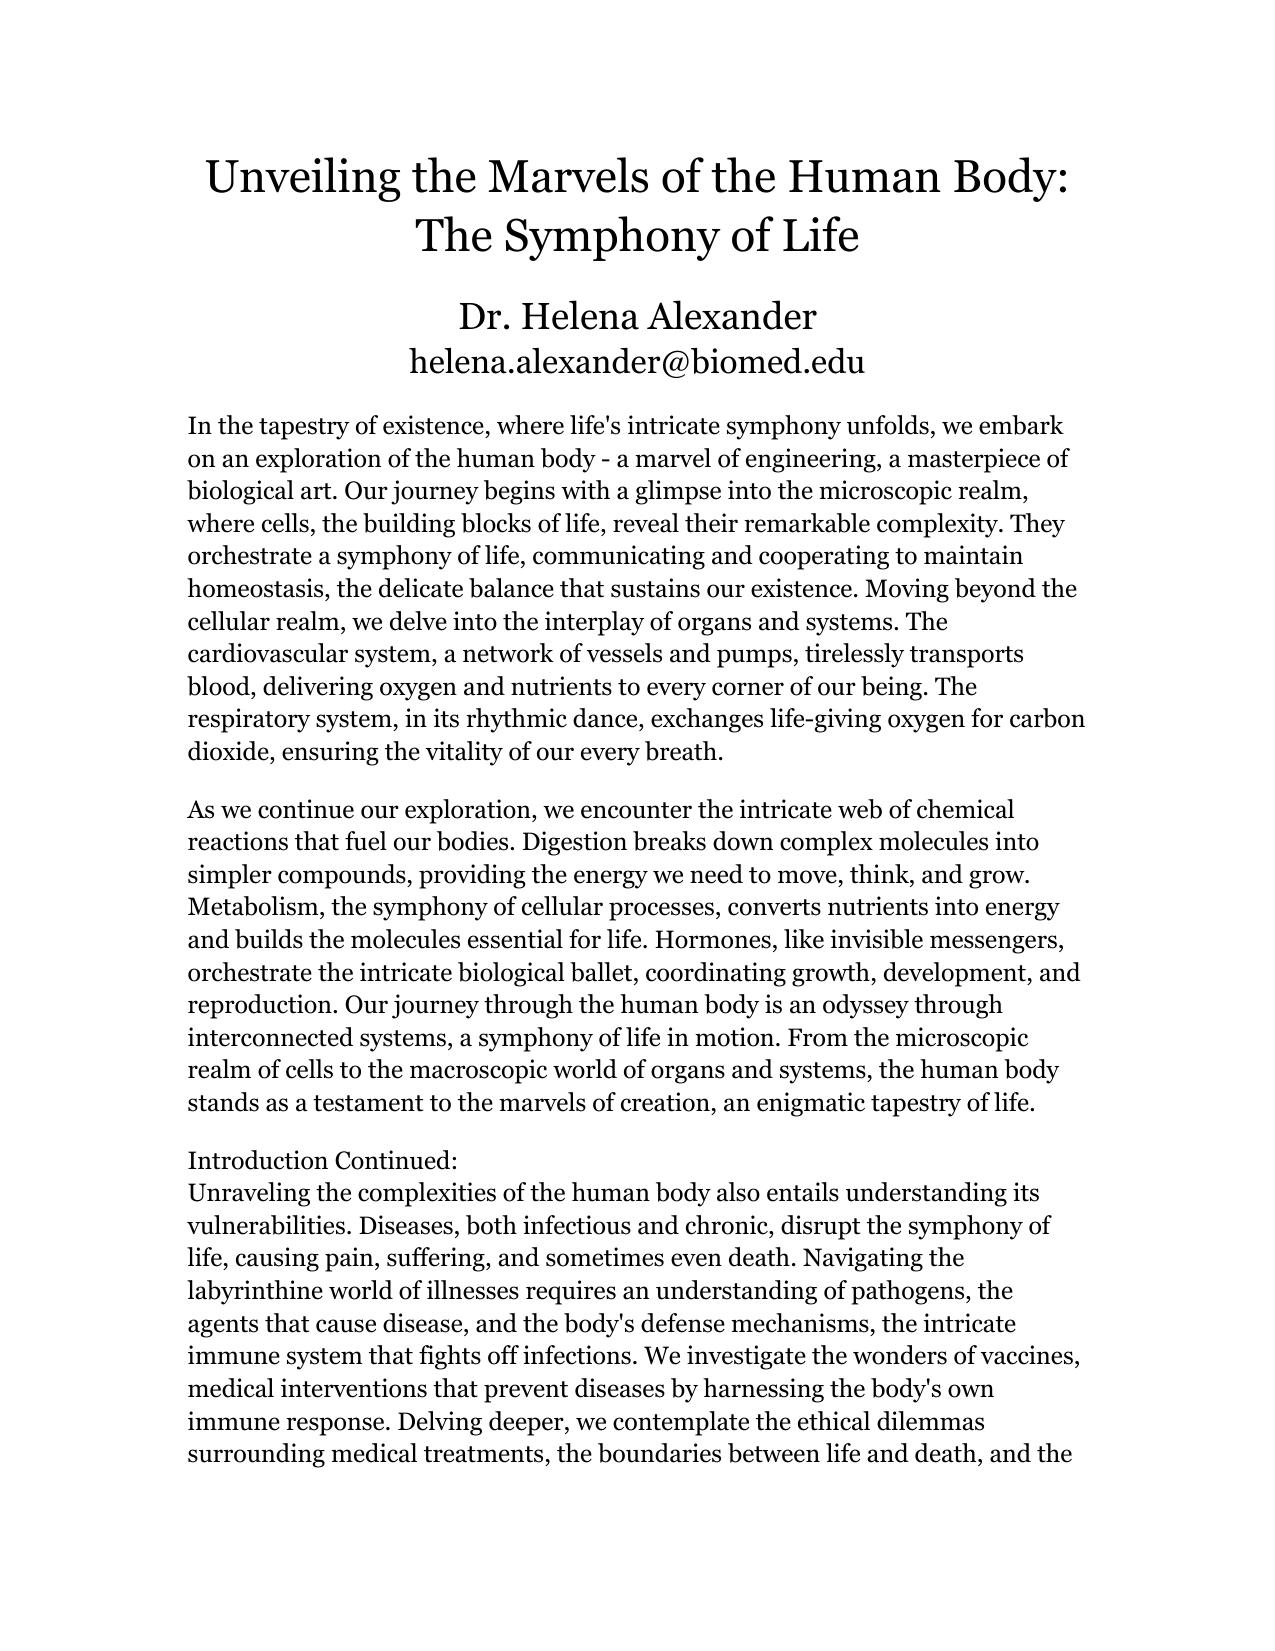 Unveiling the Marvels of the Human Body:
The Symphony of Life
Dr. Helena Alexander
helena.alexander@biomed.edu
In the tapestry of existence, where life's intricate symphony unfolds, we embark
on an exploration of the human body - a marvel of engineering, a masterpiece of
biological art. Our journey begins with a glimpse into the microscopic realm,
where cells, the building blocks of life, reveal their remarkable complexity. They
orchestrate a symphony of life, communicating and cooperating to maintain
homeostasis, the delicate balance that sustains our existence. Moving beyond the
cellular realm, we delve into the interplay of organs and systems. The
cardiovascular system, a network of vessels and pumps, tirelessly transports
blood, delivering oxygen and nutrients to every corner of our being. The
respiratory system, in its rhythmic dance, exchanges life-giving oxygen for carbon
dioxide, ensuring the vitality of our every breath.
As we continue our exploration, we encounter the intricate web of chemical
reactions that fuel our bodies. Digestion breaks down complex molecules into
simpler compounds, providing the energy we need to move, think, and grow.
Metabolism, the symphony of cellular processes, converts nutrients into energy
and builds the molecules essential for life. Hormones, like invisible messengers,
orchestrate the intricate biological ballet, coordinating growth, development, and
reproduction. Our journey through the human body is an odyssey through
interconnected systems, a symphony of life in motion. From the microscopic
realm of cells to the macroscopic world of organs and systems, the human body
stands as a testament to the marvels of creation, an enigmatic tapestry of life.
Introduction Continued:
Unraveling the complexities of the human body also entails understanding its
vulnerabilities. Diseases, both infectious and chronic, disrupt the symphony of
life, causing pain, suffering, and sometimes even death. Navigating the
labyrinthine world of illnesses requires an understanding of pathogens, the
agents that cause disease, and the body's defense mechanisms, the intricate
immune system that fights off infections. We investigate the wonders of vaccines,
medical interventions that prevent diseases by harnessing the body's own
immune response. Delving deeper, we contemplate the ethical dilemmas
surrounding medical treatments, the boundaries between life and death, and the